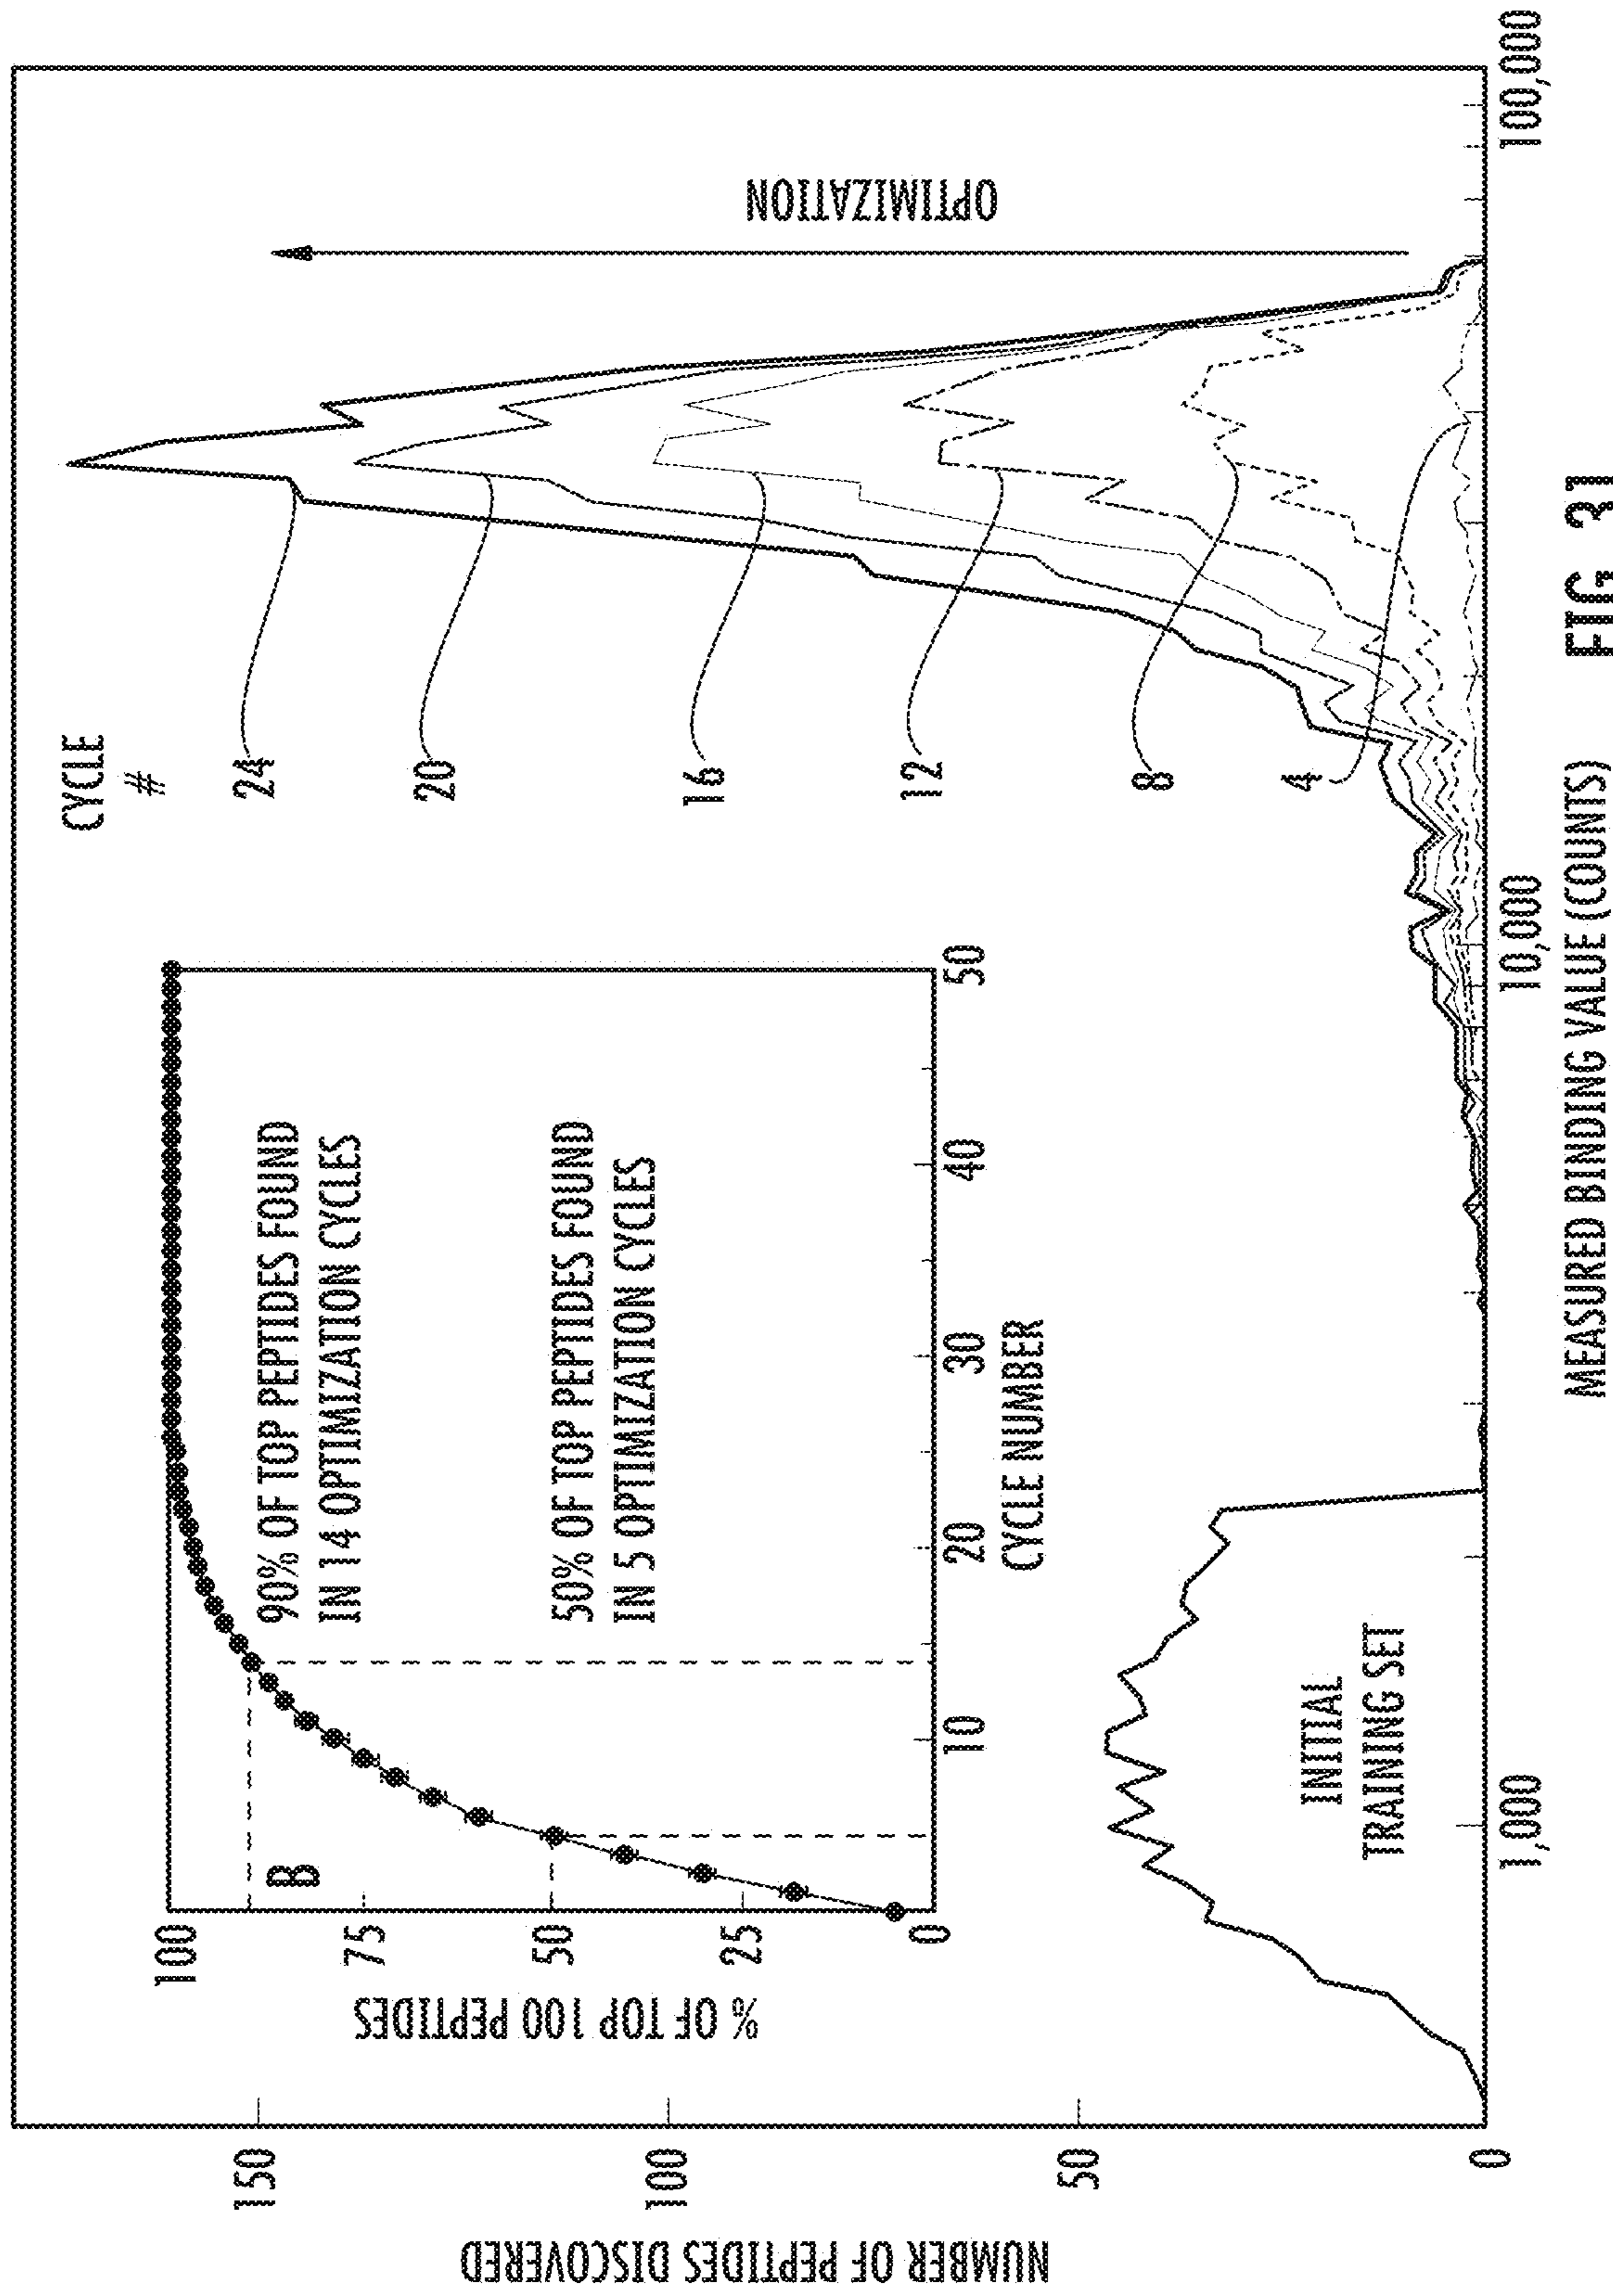 NUMBER OF PEPTIDES DISCOVERED
150
100
50
0
CYCLE
#
24
20
16
12
8
4
OPTIMIZATION
B
% OF TOP 100 PEPTIDES
100
75
50
25
0
90% OF TOP PEPTIDES FOUND
IN 14 OPTIMIZATION CYCLES
50% OF TOP PEPTIDES FOUND
IN 5 OPTIMIZATION CYCLES
10
20
30
40
50
CYCLE NUMBER
INITIAL
TRAINING SET
1,000
10,000
100,000
MEASURED BINDING VALUE (COUNTS)
FIG. 31